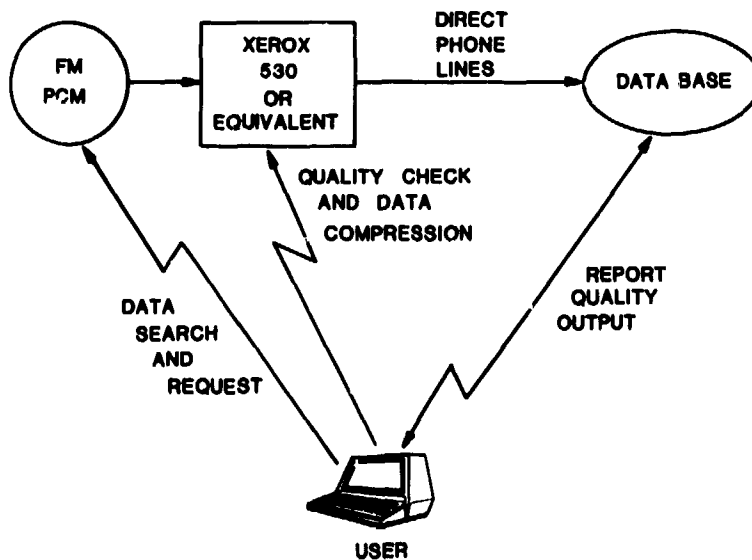 FM
PCM
XEROX
530
OR
EQUIVALENT
DIRECT
PHONE
LINES
DATA BASE
QUALITY CHECK
AND DATA
COMPRESSION
REPORT
QUALITY
OUTPUT
DATA
SEARCH
AND
REQUEST
USER